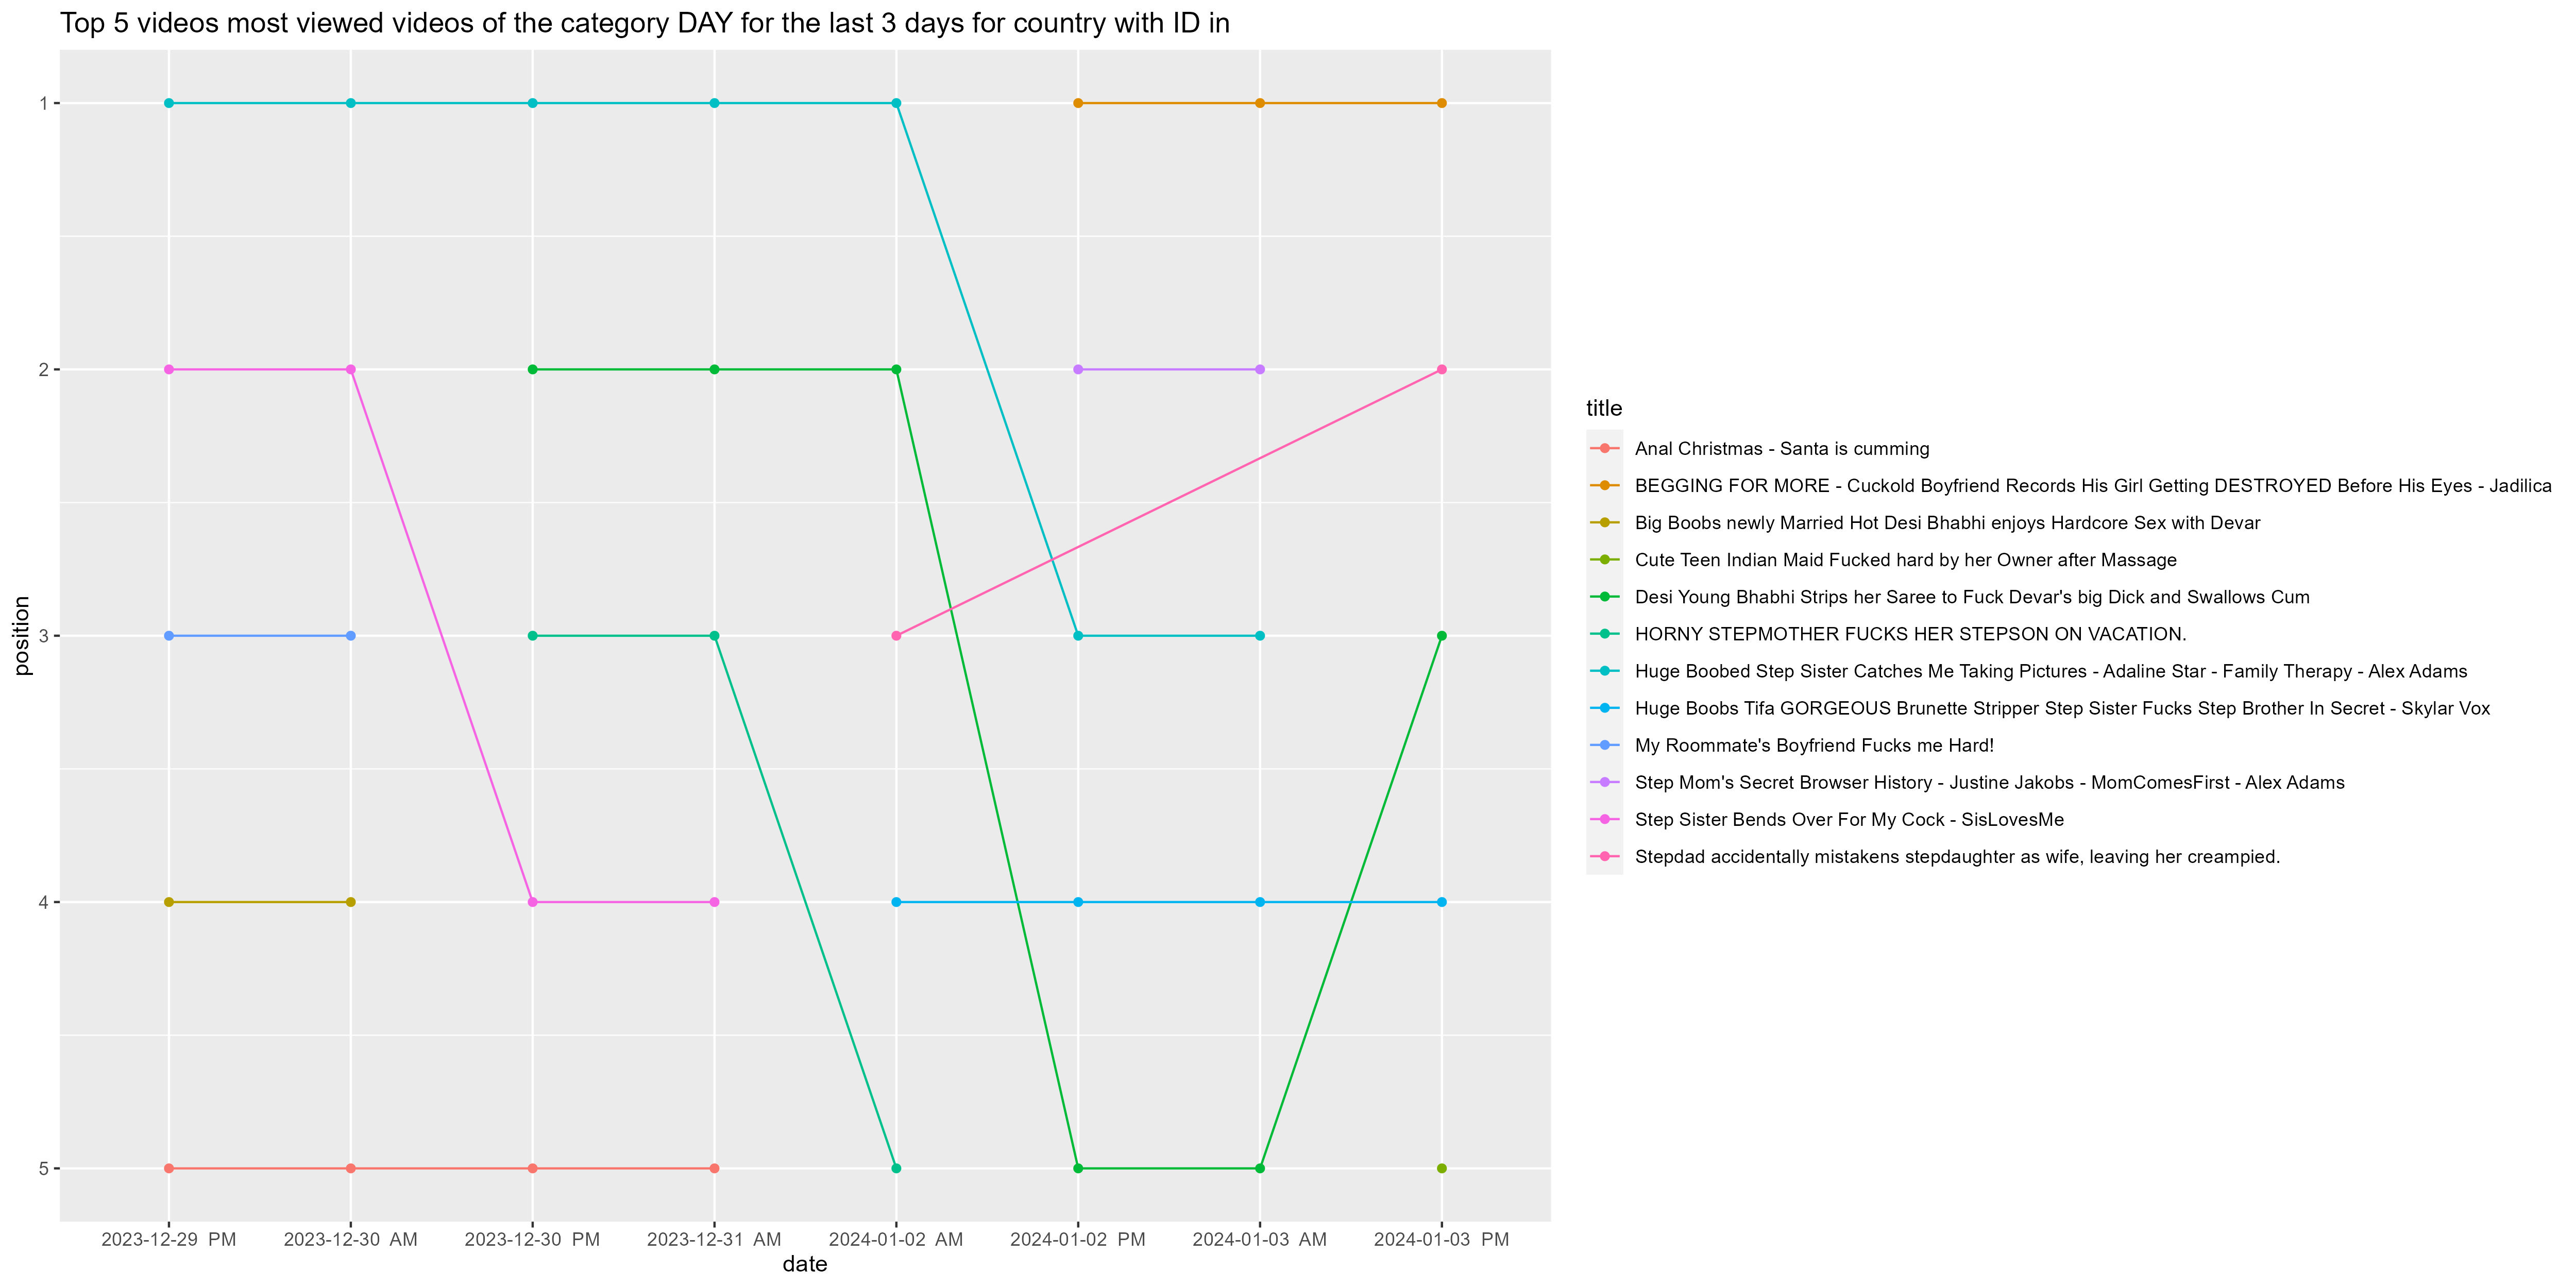 Top 5 videos most viewed videos of the category DAY for the last 3 days for country with ID in
1
2
3
4
5
position
2023-12-29 PM
2023-12-30 AM
2023-12-30 PM
2023-12-31 AM
2024-01-02 AM
2024-01-02 PM
2024-01-03 AM
2024-01-03 PM
date
title
Anal Christmas - Santa is cumming
BEGGING FOR MORE - Cuckold Boyfriend Records His Girl Getting DESTROYED Before His Eyes - Jadilica
Big Boobs newly Married Hot Desi Bhabhi enjoys Hardcore Sex with Devar
Cute Teen Indian Maid Fucked hard by her Owner after Massage
Desi Young Bhabhi Strips her Saree to Fuck Devar's big Dick and Swallows Cum
HORNY STEPMOTHER FUCKS HER STEPSON ON VACATION.
Huge Boobed Step Sister Catches Me Taking Pictures - Adaline Star - Family Therapy - Alex Adams
Huge Boobs Tifa GORGEOUS Brunette Stripper Step Sister Fucks Step Brother In Secret - Skylar Vox
My Roommate's Boyfriend Fucks me Hard!
Step Mom's Secret Browser History - Justine Jakobs - MomComesFirst - Alex Adams
Step Sister Bends Over For My Cock - SisLovesMe
Stepdad accidentally mistakens stepdaughter as wife, leaving her creampied.